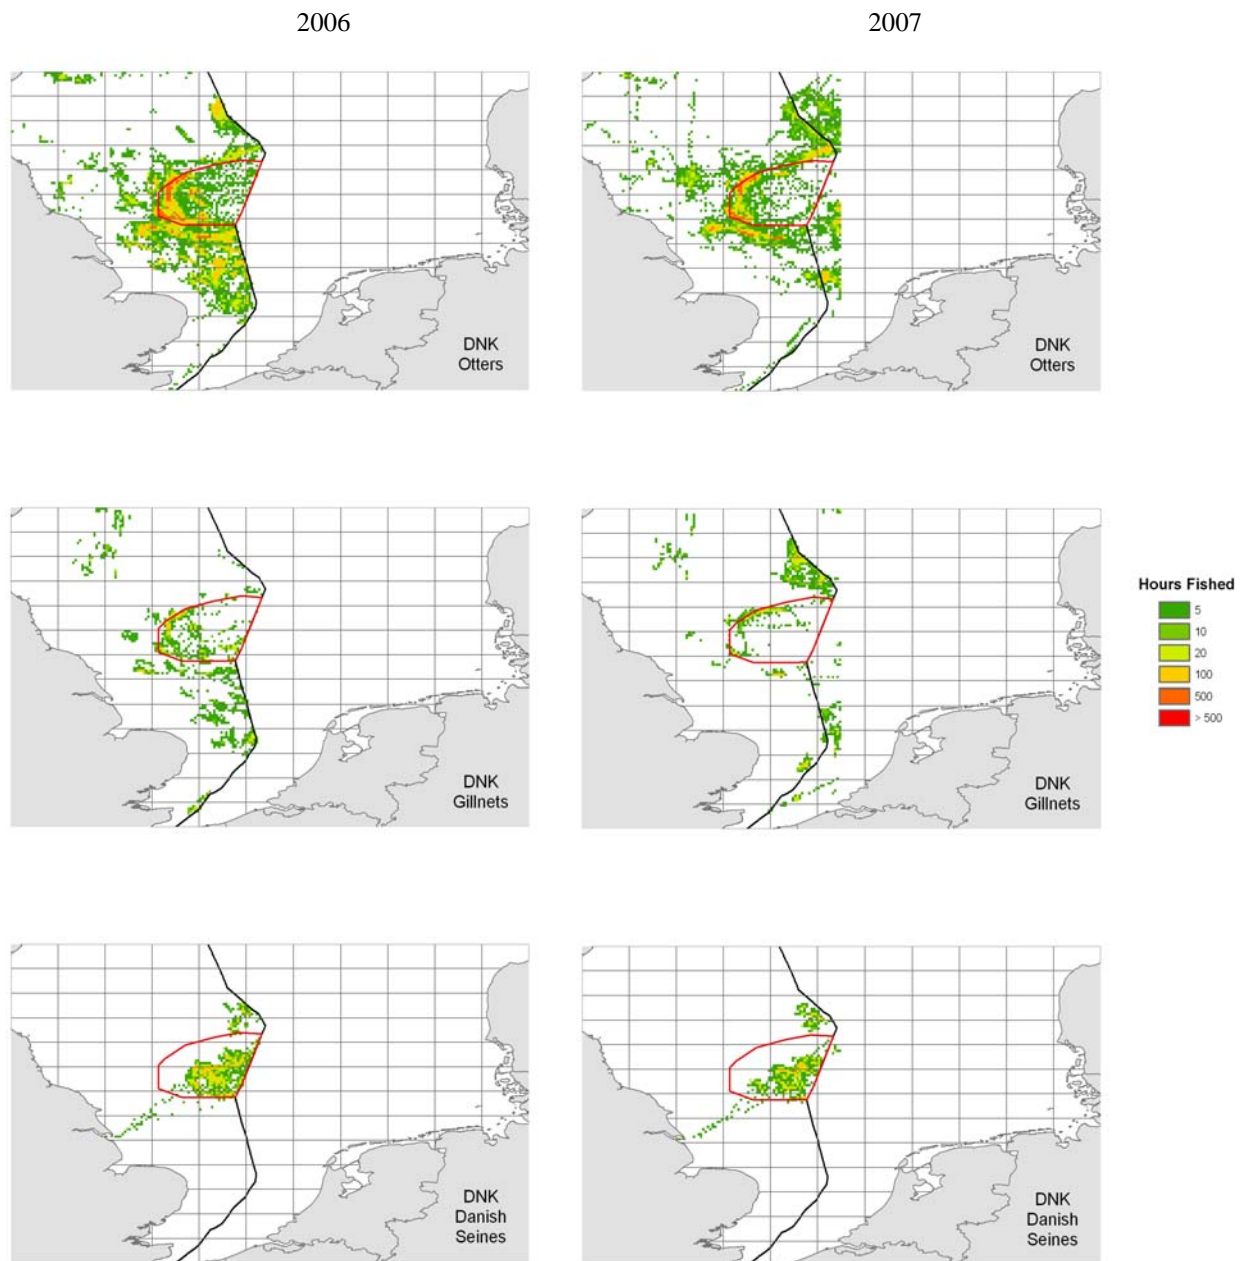 2006
2007
DNK
Otters
DNK
Otters
DNK
Gillnets
DNK
Gillnets
Hours Fished
5
10
20
100
500
> 500
DNK
Danish
Seines
DNK
Danish
Seines